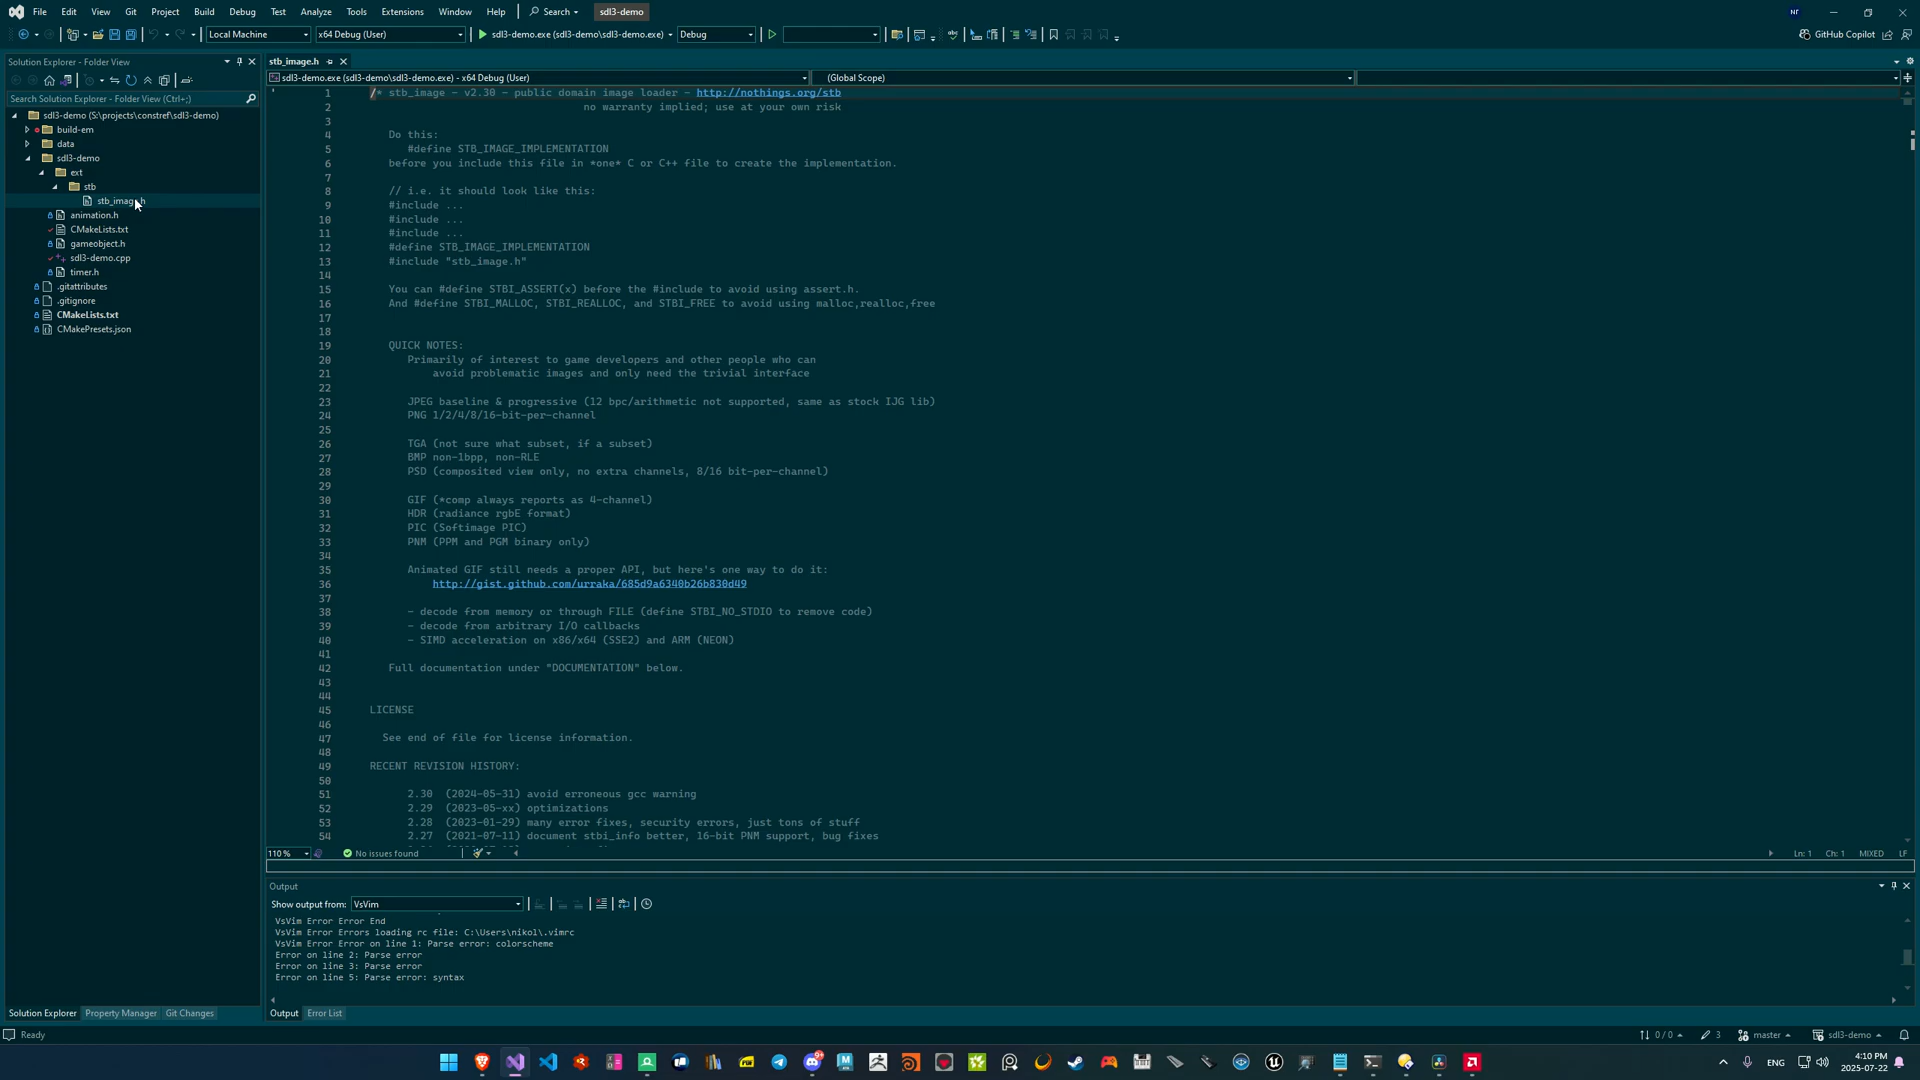 File Edit View Git Project Build Debug Test Analyze Tools Extensions Window Help Search sdl3-demo
Local Machine x64 Debug (User) sdl3-demo.exe (sdl3-demo\sdl3-demo.exe) Debug GitHub Copilot
Solution Explorer - Folder View
Search Solution Explorer - Folder View (Ctrl+;)
sdl3-demo (S:\projects\constref\sdl3-demo)
build-em
data
sdl3-demo
ext
stb
stb_image.h
animation.h
CMakeLists.txt
gameobject.h
sdl3-demo.cpp
timer.h
.gitattributes
.gitignore
CMakeLists.txt
CMakePresets.json
Solution Explorer Property Manager Git Changes
stb_image.h
sdl3-demo.exe (sdl3-demo\sdl3-demo.exe) - x64 Debug (User) (Global Scope)
1 /* stb_image - v2.30 - public domain image loader - http://nothings.org/stb
2 no warranty implied; use at your own risk
3
4 Do this:
5 #define STB_IMAGE_IMPLEMENTATION
6 before you include this file in *one* C or C++ file to create the implementation.
7
8 // i.e. it should look like this:
9 #include ...
10 #include ...
11 #include ...
12 #define STB_IMAGE_IMPLEMENTATION
13 #include "stb_image.h"
14
15 You can #define STBI_ASSERT(x) before the #include to avoid using assert.h.
16 And #define STBI_MALLOC, STBI_REALLOC, and STBI_FREE to avoid using malloc,realloc,free
17
18
19 QUICK NOTES:
20 Primarily of interest to game developers and other people who can
21 avoid problematic images and only need the trivial interface
22
23 JPEG baseline & progressive (12 bpc/arithmetic not supported, same as stock IJG lib)
24 PNG 1/2/4/8/16-bit-per-channel
25
26 TGA (not sure what subset, if a subset)
27 BMP non-1bpp, non-RLE
28 PSD (composited view only, no extra channels, 8/16 bit-per-channel)
29
30 GIF (*comp always reports as 4-channel)
31 HDR (radiance rgbE format)
32 PIC (Softimage PIC)
33 PNM (PPM and PGM binary only)
34
35 Animated GIF still needs a proper API, but here's one way to do it:
36 http://gist.github.com/urraka/685d9a6340b26b830d49
37
38 - decode from memory or through FILE (define STBI_NO_STDIO to remove code)
39 - decode from arbitrary I/O callbacks
40 - SIMD acceleration on x86/x64 (SSE2) and ARM (NEON)
41
42 Full documentation under "DOCUMENTATION" below.
43
44
45 LICENSE
46
47 See end of file for license information.
48
49 RECENT REVISION HISTORY:
50
51 2.30 (2024-05-31) avoid erroneous gcc warning
52 2.29 (2023-05-xx) optimizations
53 2.28 (2023-01-29) many error fixes, security errors, just tons of stuff
54 2.27 (2021-07-11) document stbi_info better, 16-bit PNM support, bug fixes
110 % No issues found Ln: 1 Ch: 1 MIXED LF
Output
Show output from: VsVim
VsVim Error Error End
VsVim Error Errors loading rc file: C:\Users\nikol\.vimrc
VsVim Error Error on line 1: Parse error: colorscheme
Error on line 2: Parse error
Error on line 3: Parse error
Error on line 5: Parse error: syntax
Output Error List
Ready 0 / 0 3 master sdl3-demo
ENG 4:10 PM
2025-07-22